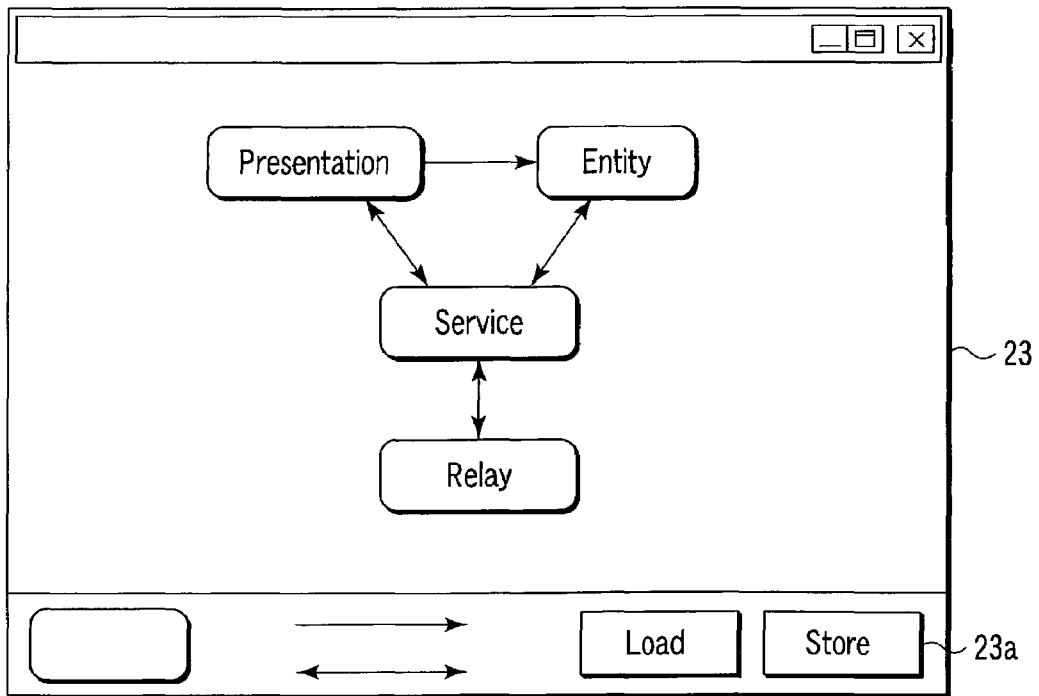 Presentation
Entity
Service
23
Relay
Load
Store
23a